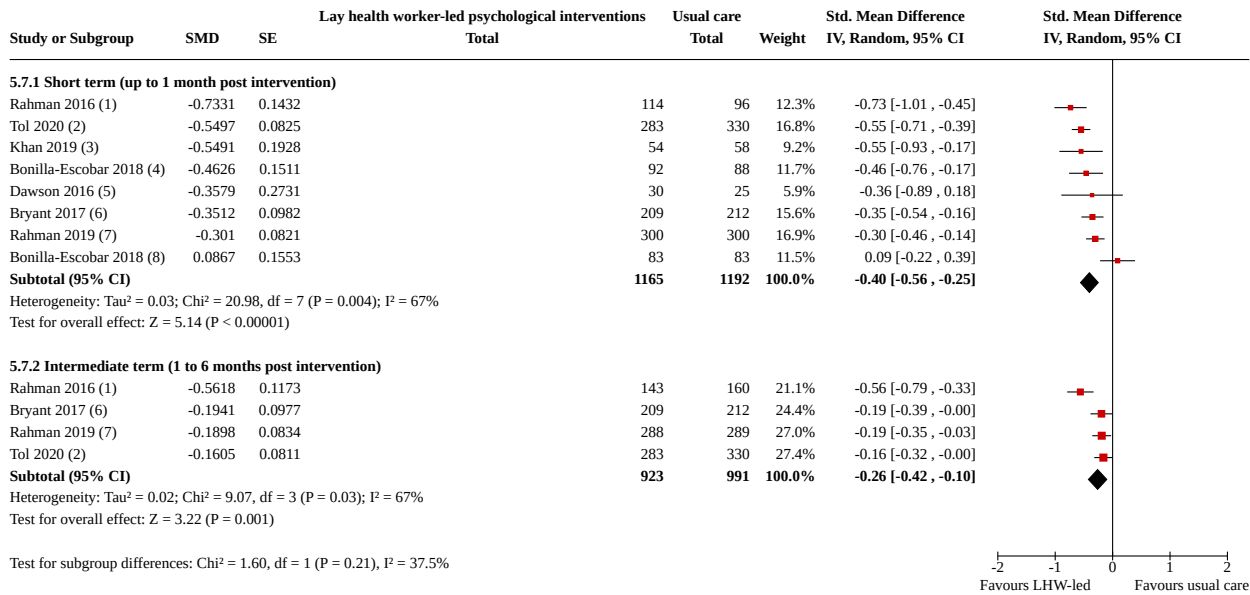 Lay health worker-led psychological interventions Usual care Std. Mean Difference Std. Mean Difference
Study or Subgroup SMD SE Total Total Weight IV, Random, 95% CI IV, Random, 95% CI
5.7.1 Short term (up to 1 month post intervention)
Rahman 2016 (1) -0.7331 0.1432 114 96 12.3% -0.73 [-1.01 , -0.45]
Tol 2020 (2) -0.5497 0.0825 283 330 16.8% -0.55 [-0.71 , -0.39]
Khan 2019 (3) -0.5491 0.1928 54 58 9.2% -0.55 [-0.93 , -0.17]
Bonilla-Escobar 2018 (4) -0.4626 0.1511 92 88 11.7% -0.46 [-0.76 , -0.17]
Dawson 2016 (5) -0.3579 0.2731 30 25 5.9% -0.36 [-0.89 , 0.18]
Bryant 2017 (6) -0.3512 0.0982 209 212 15.6% -0.35 [-0.54 , -0.16]
Rahman 2019 (7) -0.301 0.0821 300 300 16.9% -0.30 [-0.46 , -0.14]
Bonilla-Escobar 2018 (8) 0.0867 0.1553 83 83 11.5% 0.09 [-0.22 , 0.39]
Subtotal (95% CI) 1165 1192 100.0% -0.40 [-0.56 , -0.25]
Heterogeneity: Tau² = 0.03; Chi² = 20.98, df = 7 (P = 0.004); I² = 67%
Test for overall effect: Z = 5.14 (P < 0.00001)
5.7.2 Intermediate term (1 to 6 months post intervention)
Rahman 2016 (1) -0.5618 0.1173 143 160 21.1% -0.56 [-0.79 , -0.33]
Bryant 2017 (6) -0.1941 0.0977 209 212 24.4% -0.19 [-0.39 , -0.00]
Rahman 2019 (7) -0.1898 0.0834 288 289 27.0% -0.19 [-0.35 , -0.03]
Tol 2020 (2) -0.1605 0.0811 283 330 27.4% -0.16 [-0.32 , -0.00]
Subtotal (95% CI) 923 991 100.0% -0.26 [-0.42 , -0.10]
Heterogeneity: Tau² = 0.02; Chi² = 9.07, df = 3 (P = 0.03); I² = 67%
Test for overall effect: Z = 3.22 (P = 0.001)
Test for subgroup differences: Chi² = 1.60, df = 1 (P = 0.21), I² = 37.5%
-2 -1 0 1 2
Favours LHW-led Favours usual care